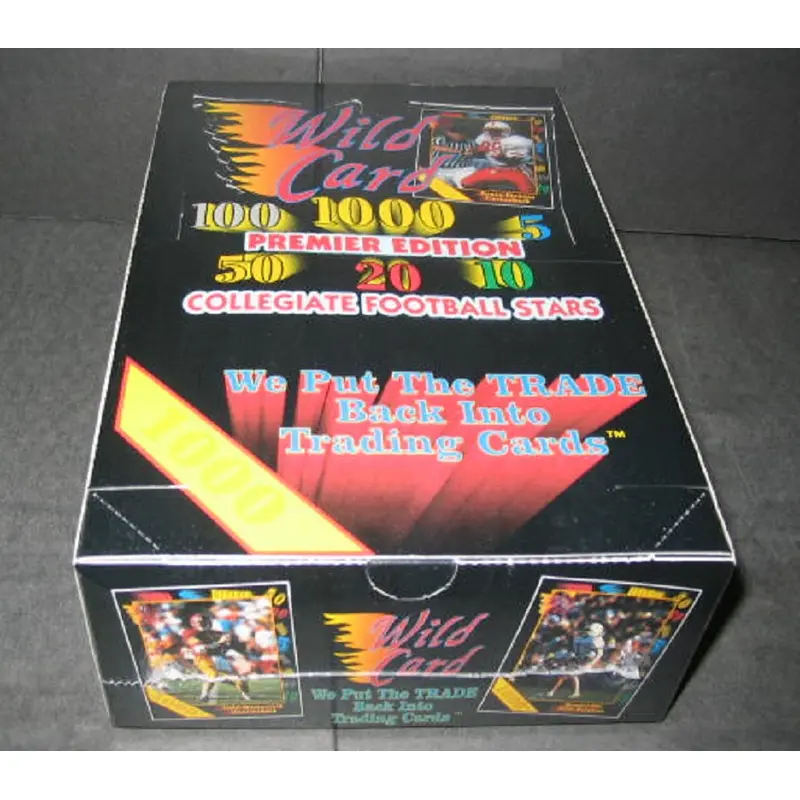 Wild
Card
100 1000 5
PREMIER EDITION
50 20 10
COLLEGIATE FOOTBALL STARS
We Put The TRADE
Back Into
Trading Cards™
1000
Wild
Card
We Put The TRADE
Back Into
Trading Cards™